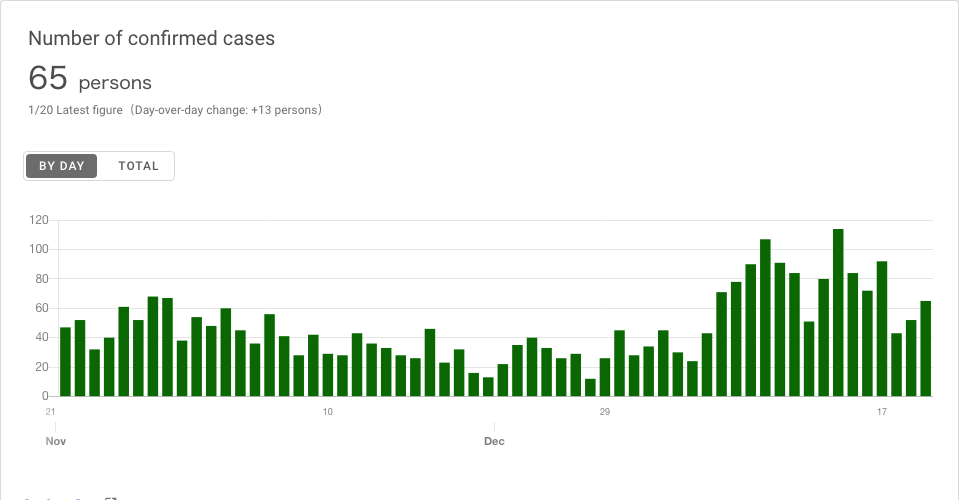 Number of confirmed cases
65 persons
1/20 Latest figure（Day-over-day change: +13 persons）
BY DAY TOTAL
120
100
80
60
40
20
0
21 10 29 17
Nov Dec